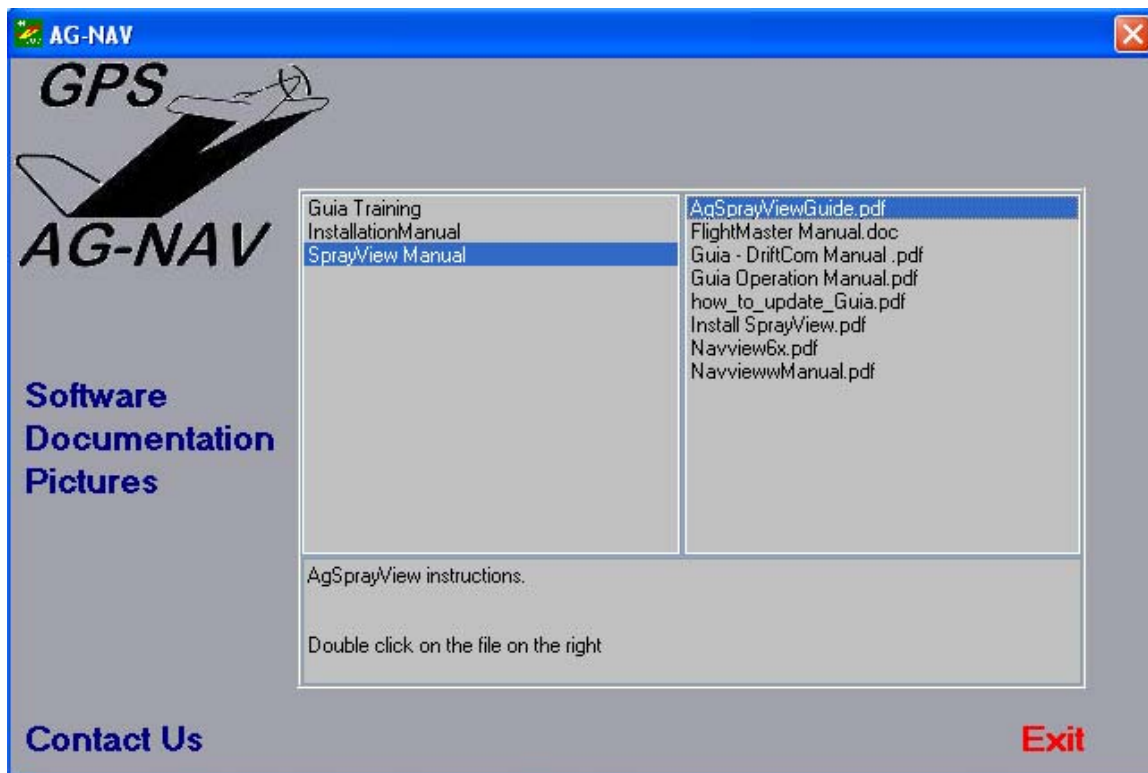 AG-NAV
GPS
AG-NAV
Guia Training
InstallationManual
SprayView Manual
AgSprayViewGuide.pdf
FlightMaster Manual.doc
Guia - DriftCom Manual .pdf
Guia Operation Manual.pdf
how_to_update_Guia.pdf
Install SprayView.pdf
Navview6x.pdf
NavviewwManual.pdf
Software
Documentation
Pictures
AgSprayView instructions.
Double click on the file on the right
Contact Us
Exit